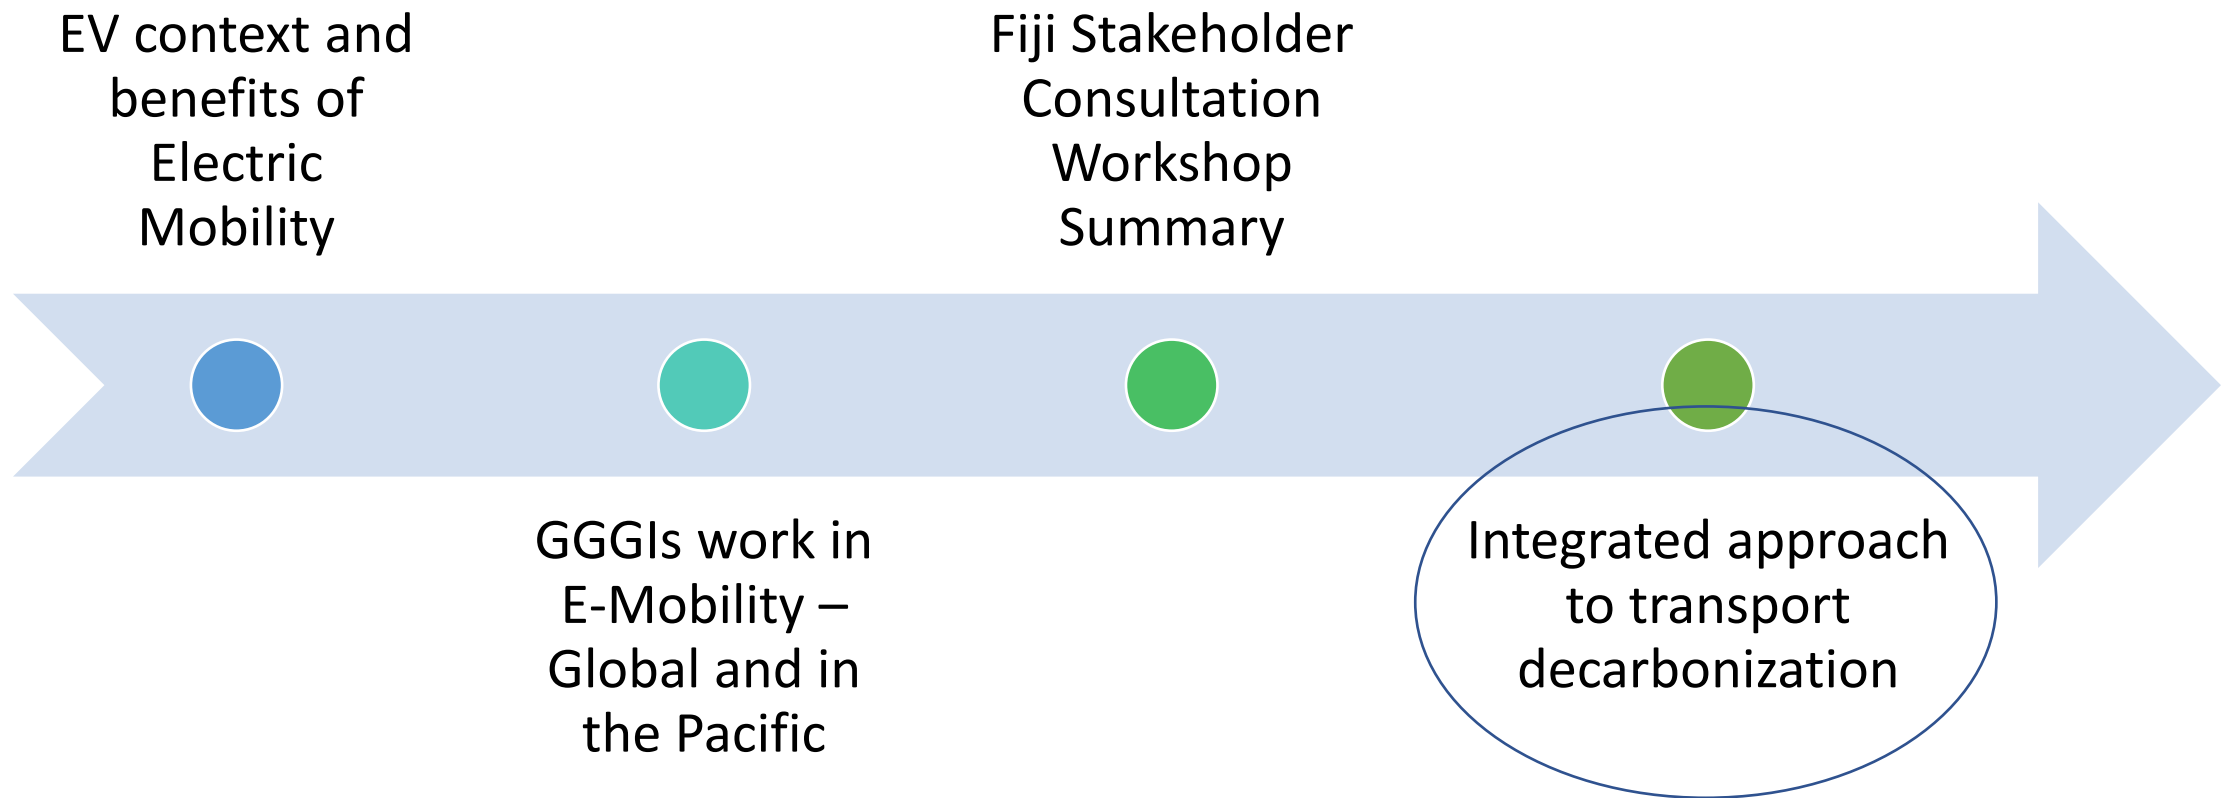 EV context and
benefits of
Electric
Mobility
GGGIs work in
E-Mobility –
Global and in
the Pacific
Fiji Stakeholder
Consultation
Workshop
Summary
Integrated approach
to transport
decarbonization